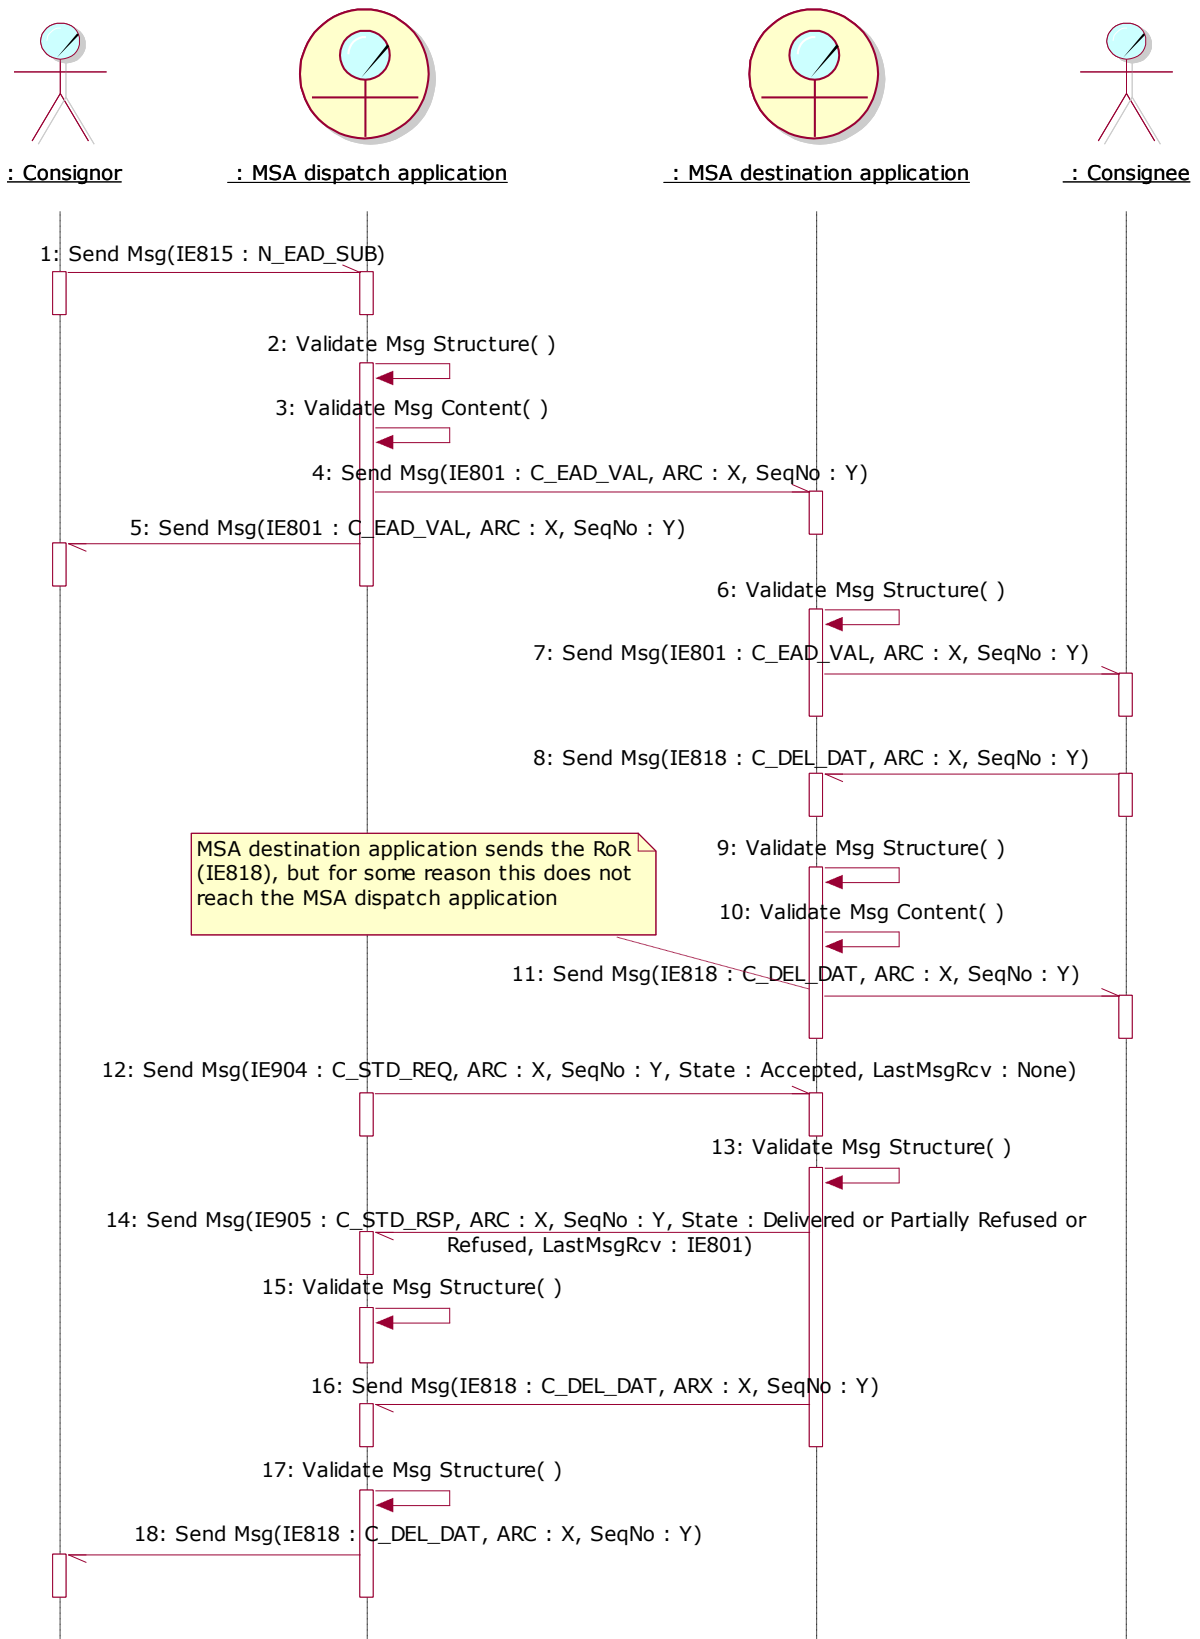 : Consignor
: MSA dispatch application
: MSA destination application
: Consignee
1: Send Msg(IE815 : N_EAD_SUB)
2: Validate Msg Structure( )
3: Validate Msg Content( )
4: Send Msg(IE801 : C_EAD_VAL, ARC : X, SeqNo : Y)
5: Send Msg(IE801 : C_EAD_VAL, ARC : X, SeqNo : Y)
6: Validate Msg Structure( )
7: Send Msg(IE801 : C_EAD_VAL, ARC : X, SeqNo : Y)
8: Send Msg(IE818 : C_DEL_DAT, ARC : X, SeqNo : Y)
MSA destination application sends the RoR
(IE818), but for some reason this does not
reach the MSA dispatch application
9: Validate Msg Structure( )
10: Validate Msg Content( )
11: Send Msg(IE818 : C_DEL_DAT, ARC : X, SeqNo : Y)
12: Send Msg(IE904 : C_STD_REQ, ARC : X, SeqNo : Y, State : Accepted, LastMsgRcv : None)
13: Validate Msg Structure( )
14: Send Msg(IE905 : C_STD_RSP, ARC : X, SeqNo : Y, State : Delivered or Partially Refused or
Refused, LastMsgRcv : IE801)
15: Validate Msg Structure( )
16: Send Msg(IE818 : C_DEL_DAT, ARX : X, SeqNo : Y)
17: Validate Msg Structure( )
18: Send Msg(IE818 : C_DEL_DAT, ARC : X, SeqNo : Y)